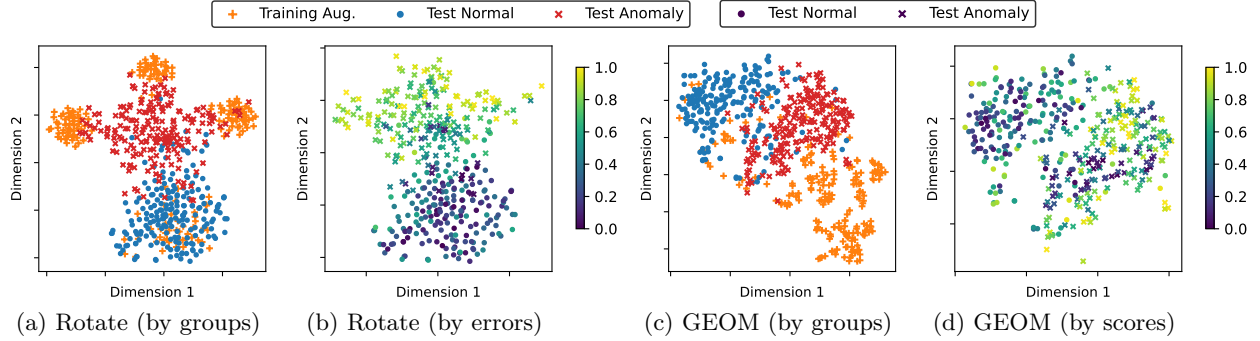 Training Aug. Test Normal Test Anomaly
Test Normal Test Anomaly
Dimension 2
Dimension 1
Dimension 2
Dimension 1
1.0
0.8
0.6
0.4
0.2
0.0
Dimension 2
Dimension 1
Dimension 2
Dimension 1
1.0
0.8
0.6
0.4
0.2
0.0
(a) Rotate (by groups)
(b) Rotate (by errors)
(c) GEOM (by groups)
(d) GEOM (by scores)